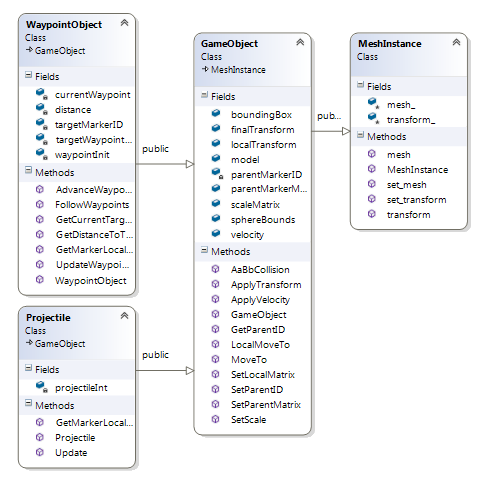 WaypointObject
Class
GameObject
Fields
currentWaypoint
distance
targetMarkerID
targetWaypoint...
waypointInit
Methods
AdvanceWaypo...
FollowWaypoints
GetCurrentTarg...
GetDistanceToT...
GetMarkerLocal...
UpdateWaypoi...
WaypointObject
public
Projectile
Class
GameObject
Fields
projectileInt
Methods
GetMarkerLocal...
Projectile
Update
public
GameObject
Class
MeshInstance
Fields
boundingBox
finalTransform
localTransform
model
parentMarkerID
parentMarkerM...
scaleMatrix
sphereBounds
velocity
Methods
AaBbCollision
ApplyTransform
ApplyVelocity
GameObject
GetParentID
LocalMoveTo
MoveTo
SetLocalMatrix
SetParentID
SetParentMatrix
SetScale
pub...
MeshInstance
Class
Fields
mesh_
transform_
Methods
mesh
MeshInstance
set_mesh
set_transform
transform